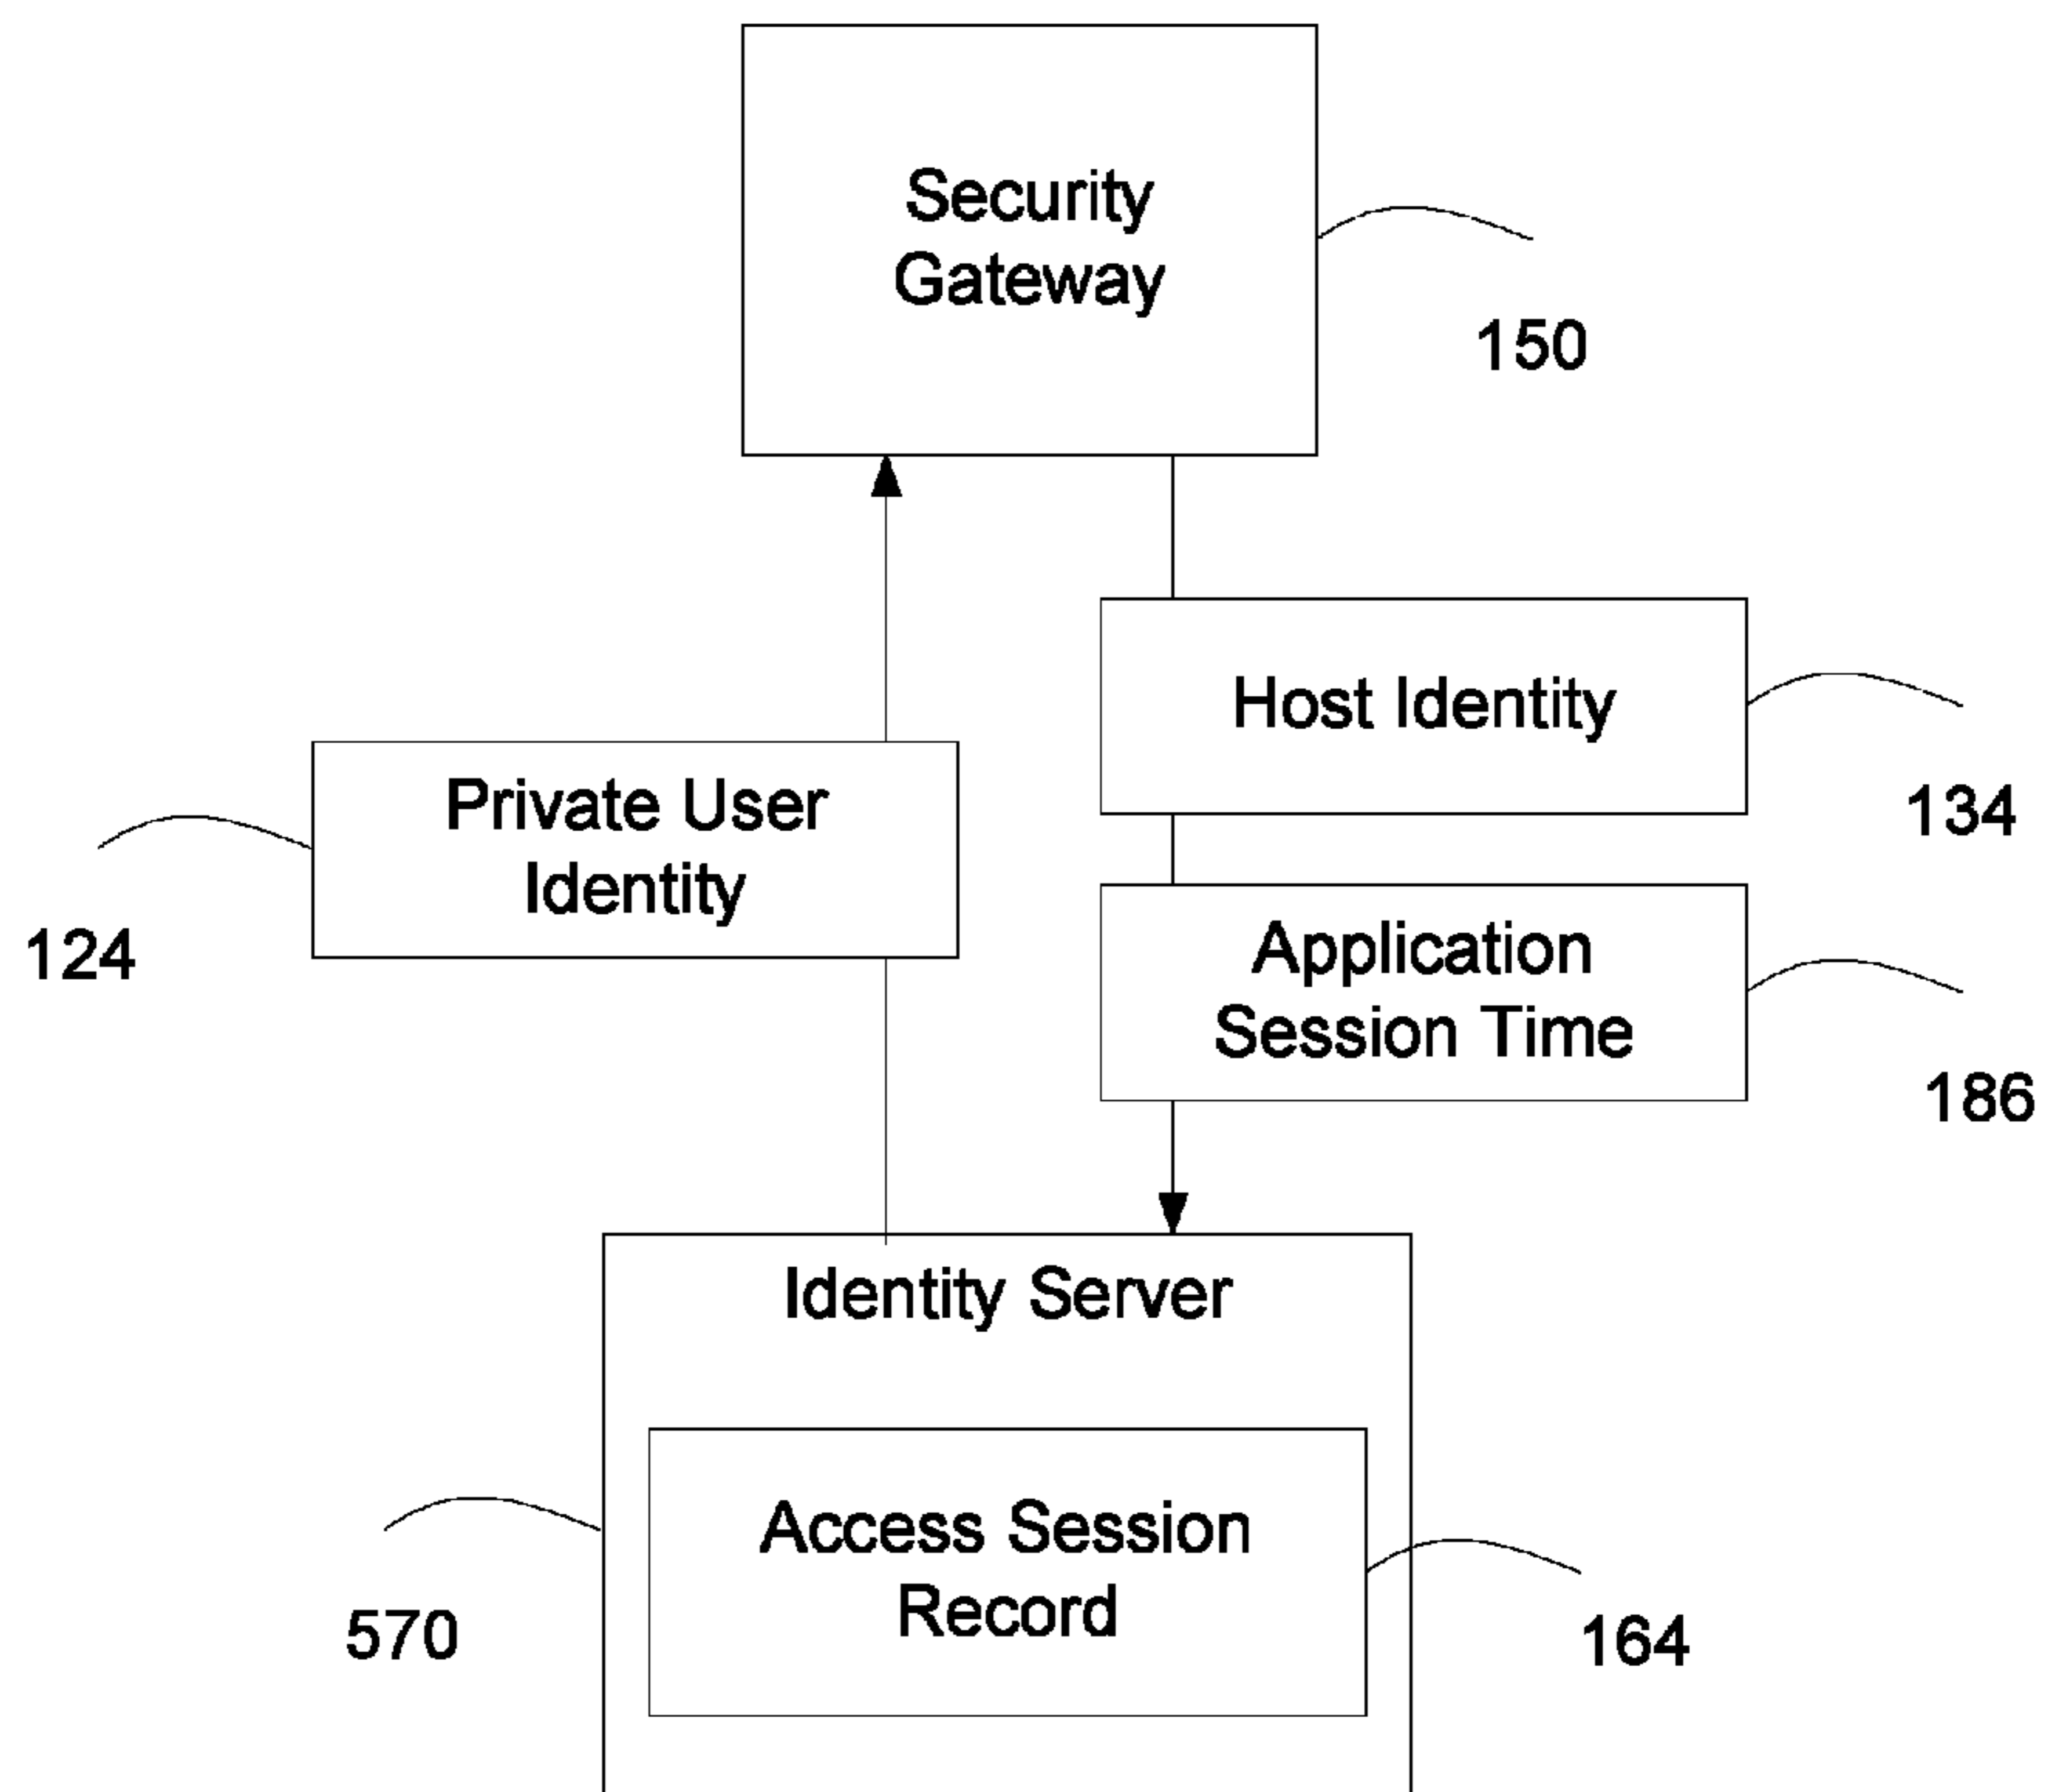 Security
Gateway
150
Host Identity
134
Private User
Identity
124
Application
Session Time
186
Identity Server
Access Session
Record
570
164